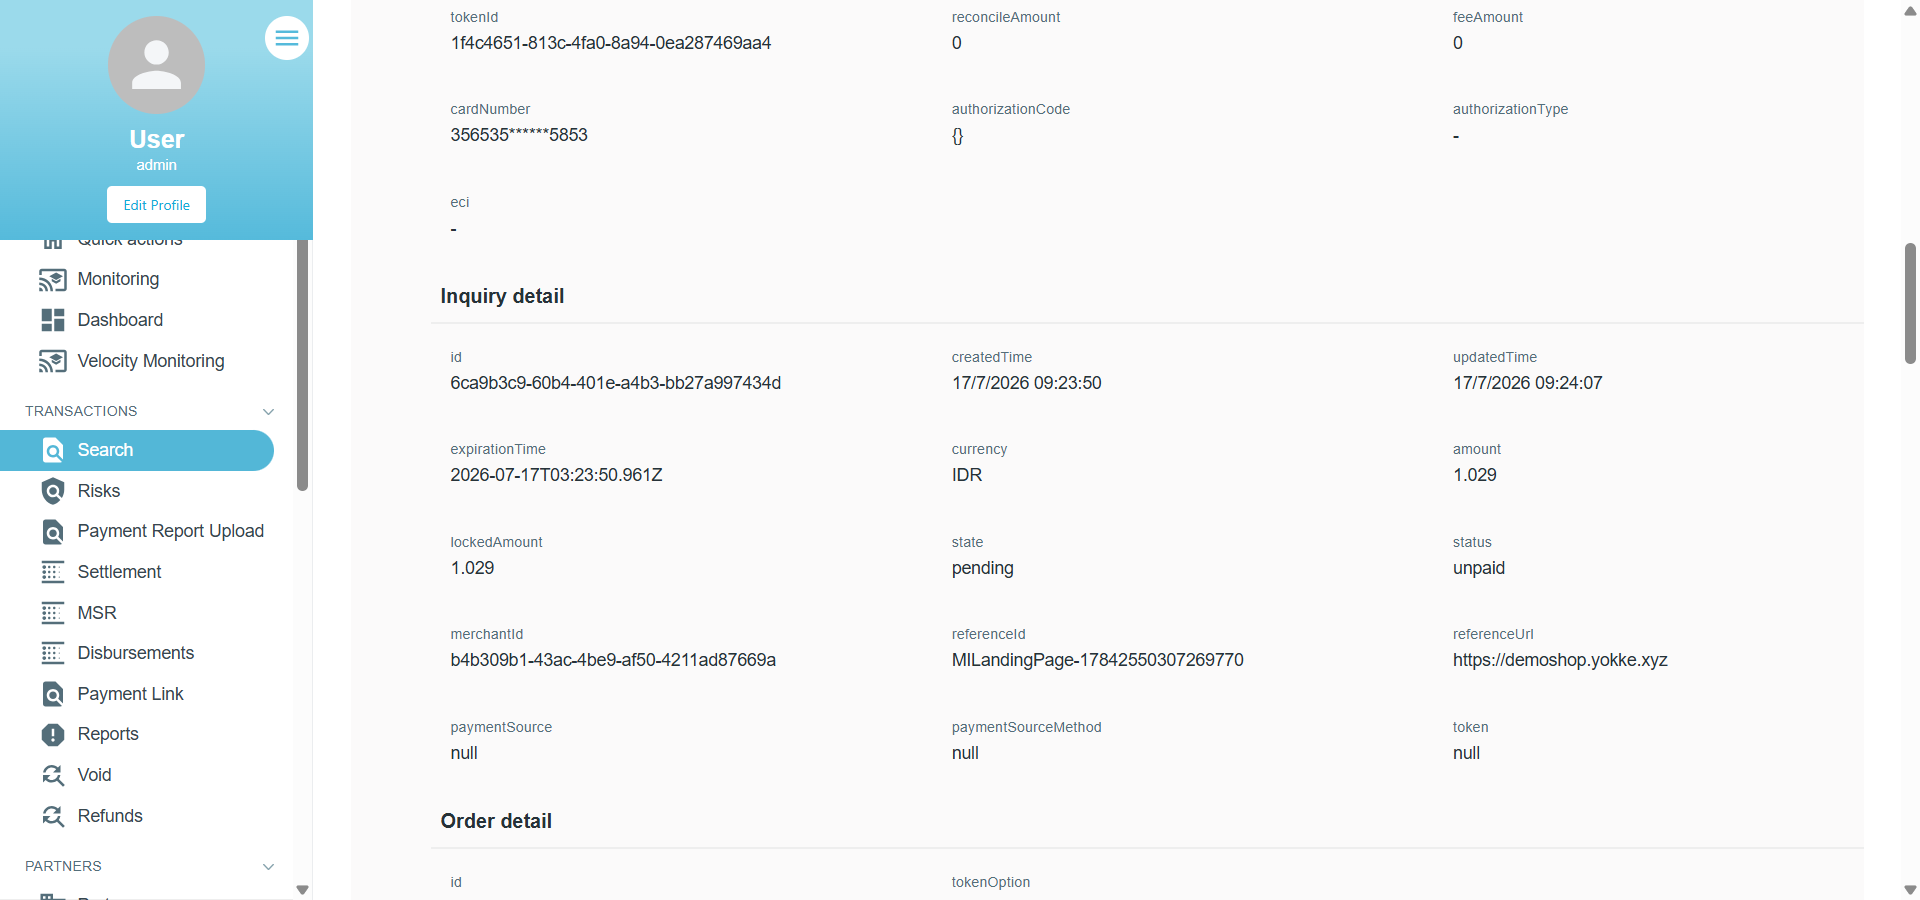 User
admin
Edit Profile
Quick actions
Monitoring
Dashboard
Velocity Monitoring
TRANSACTIONS
Search
Risks
Payment Report Upload
Settlement
MSR
Disbursements
Payment Link
Reports
Void
Refunds
PARTNERS
tokenId reconcileAmount feeAmount
1f4c4651-813c-4fa0-8a94-0ea287469aa4 0 0
cardNumber authorizationCode authorizationType
356535******5853 {} -
eci
-
Inquiry detail
id createdTime updatedTime
6ca9b3c9-60b4-401e-a4b3-bb27a997434d 17/7/2026 09:23:50 17/7/2026 09:24:07
expirationTime currency amount
2026-07-17T03:23:50.961Z IDR 1.029
lockedAmount state status
1.029 pending unpaid
merchantId referenceId referenceUrl
b4b309b1-43ac-4be9-af50-4211ad87669a MILandingPage-17842550307269770 https://demoshop.yokke.xyz
paymentSource paymentSourceMethod token
null null null
Order detail
id tokenOption